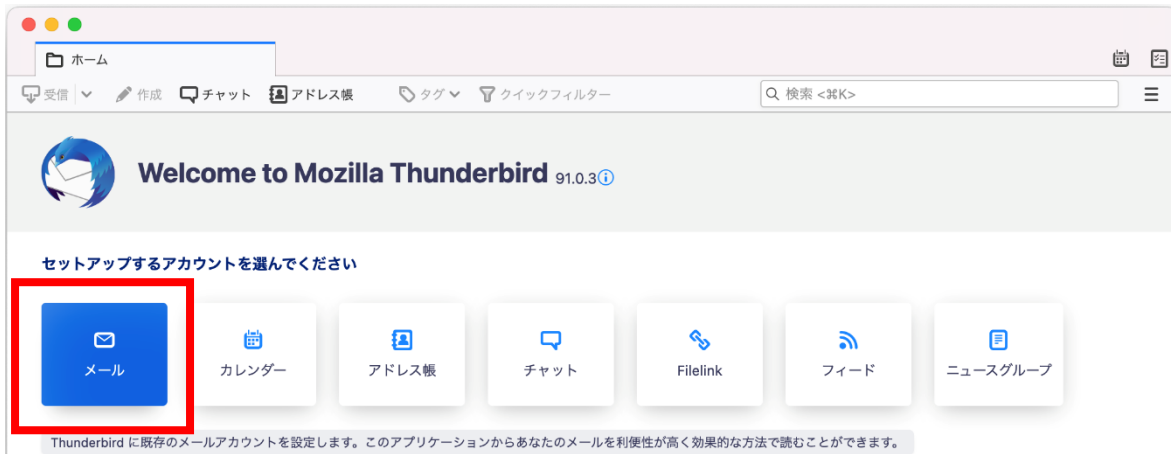 ホーム
受信 作成 チャット アドレス帳 タグ クイックフィルター 検索 <⌘K>
Welcome to Mozilla Thunderbird 91.0.3
セットアップするアカウントを選んでください
メール カレンダー アドレス帳 チャット Filelink フィード ニュースグループ
Thunderbird に既存のメールアカウントを設定します。このアプリケーションからあなたのメールを利便性が高く効果的な方法で読むことができます。